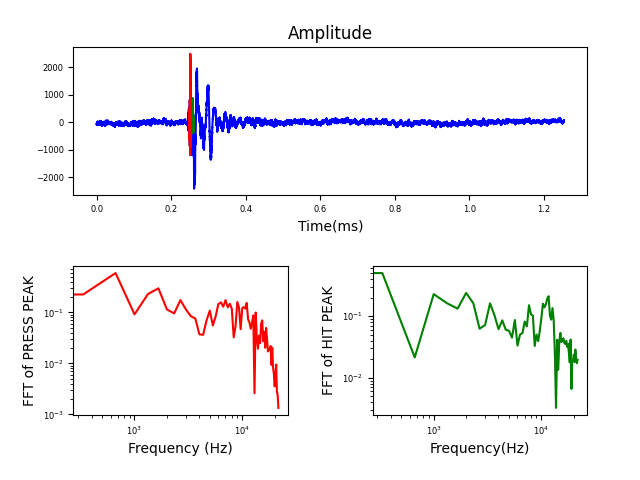 Amplitude
2000
1000
0
−1000
−2000
0.0 0.2 0.4 0.6 0.8 1.0 1.2
Time(ms)
FFT of PRESS PEAK
10⁻¹
10⁻²
10⁻³
10³ 10⁴
Frequency (Hz)
FFT of HIT PEAK
10⁻¹
10⁻²
10³ 10⁴
Frequency(Hz)